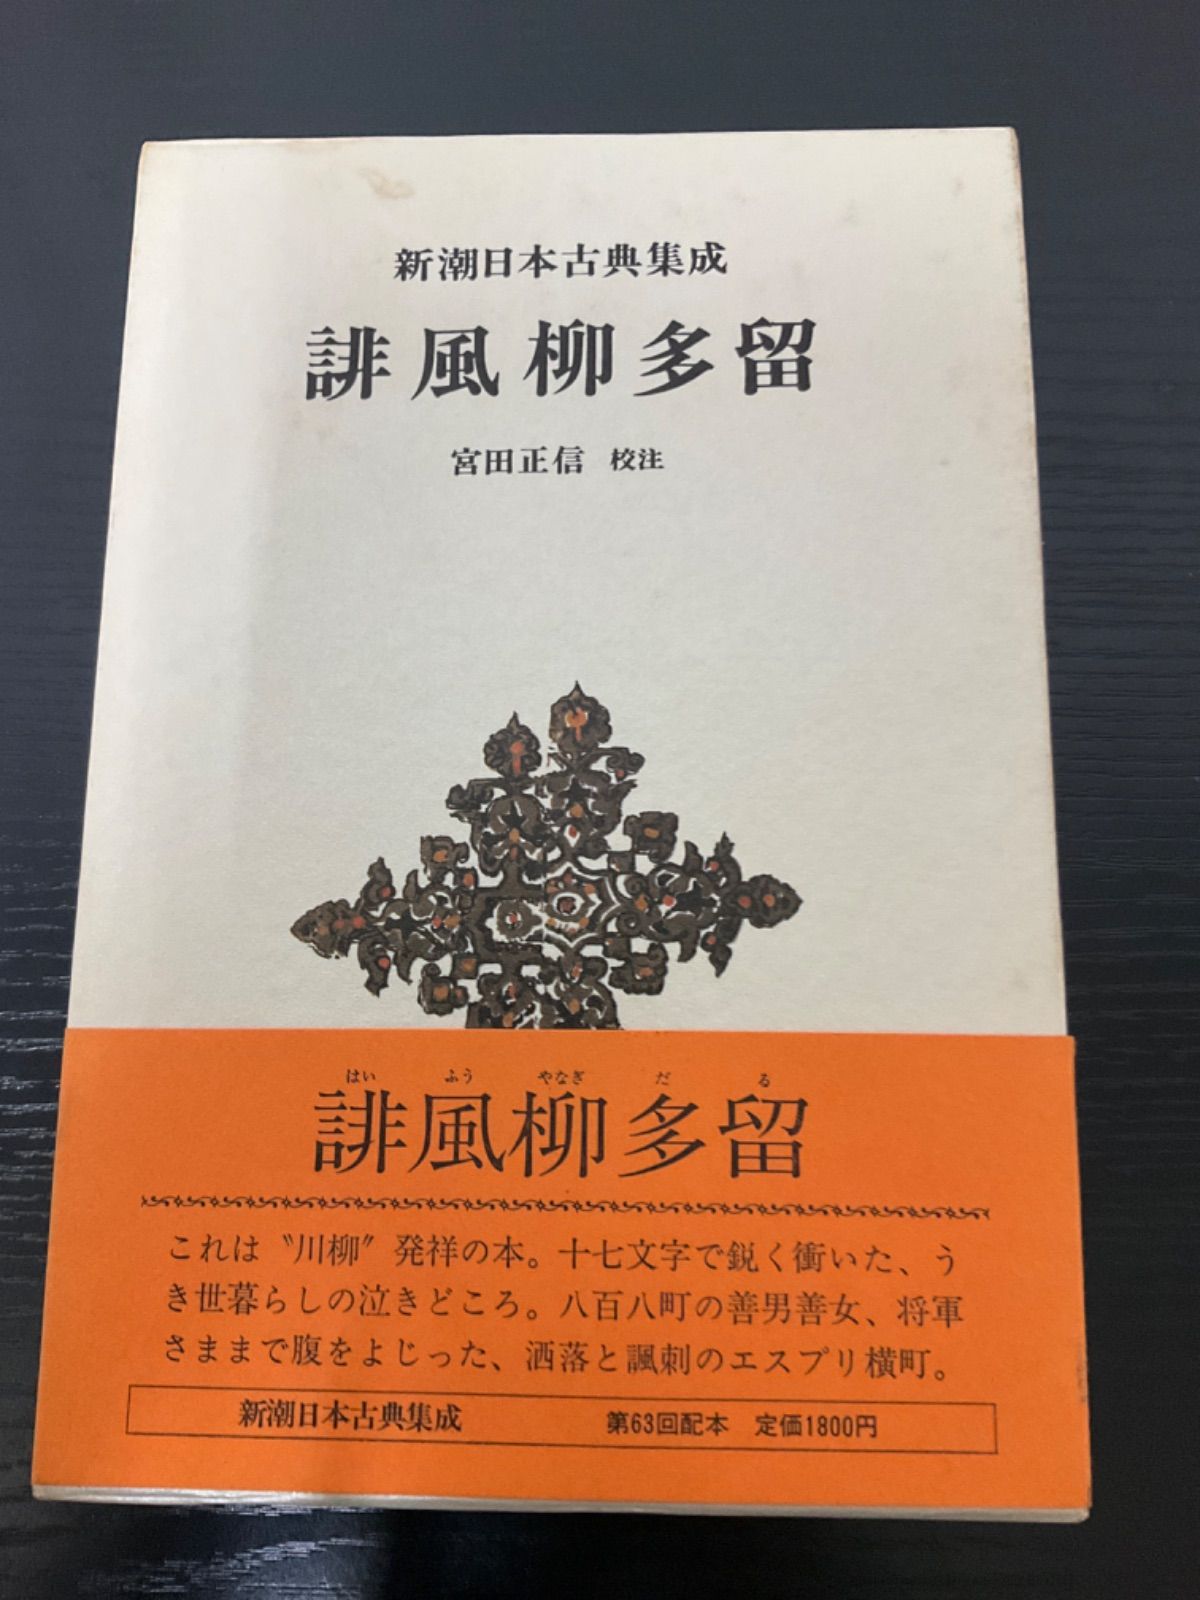 新潮日本古典集成
誹風柳多留
宮田正信 校注
はい ふう やなぎ だ る
誹風柳多留
これは〝川柳〟発祥の本。十七文字で鋭く衝いた、う
き世暮らしの泣きどころ。八百八町の善男善女、将軍
さままで腹をよじった、洒落と諷刺のエスプリ横町。
新潮日本古典集成 第63回配本 定価1800円